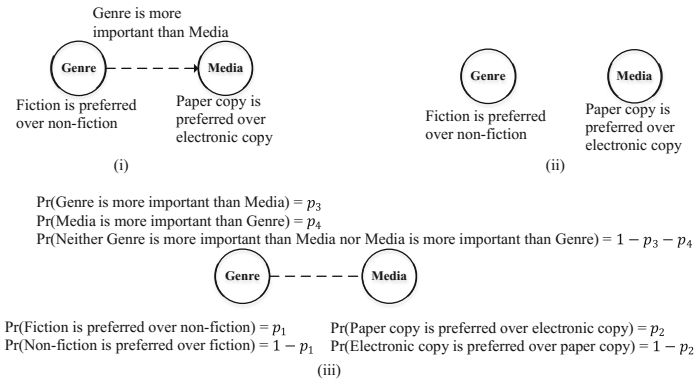 Genre is more
important than Media
Genre
Media
Fiction is preferred
over non-fiction
Paper copy is
preferred over
electronic copy
(i)
Genre
Media
Fiction is preferred
over non-fiction
Paper copy is
preferred over
electronic copy
(ii)
Pr(Genre is more important than Media) = p₃
Pr(Media is more important than Genre) = p₄
Pr(Neither Genre is more important than Media nor Media is more important than Genre) = 1 − p₃ − p₄
Genre
Media
Pr(Fiction is preferred over non-fiction) = p₁
Pr(Non-fiction is preferred over fiction) = 1 − p₁
Pr(Paper copy is preferred over electronic copy) = p₂
Pr(Electronic copy is preferred over paper copy) = 1 − p₂
(iii)